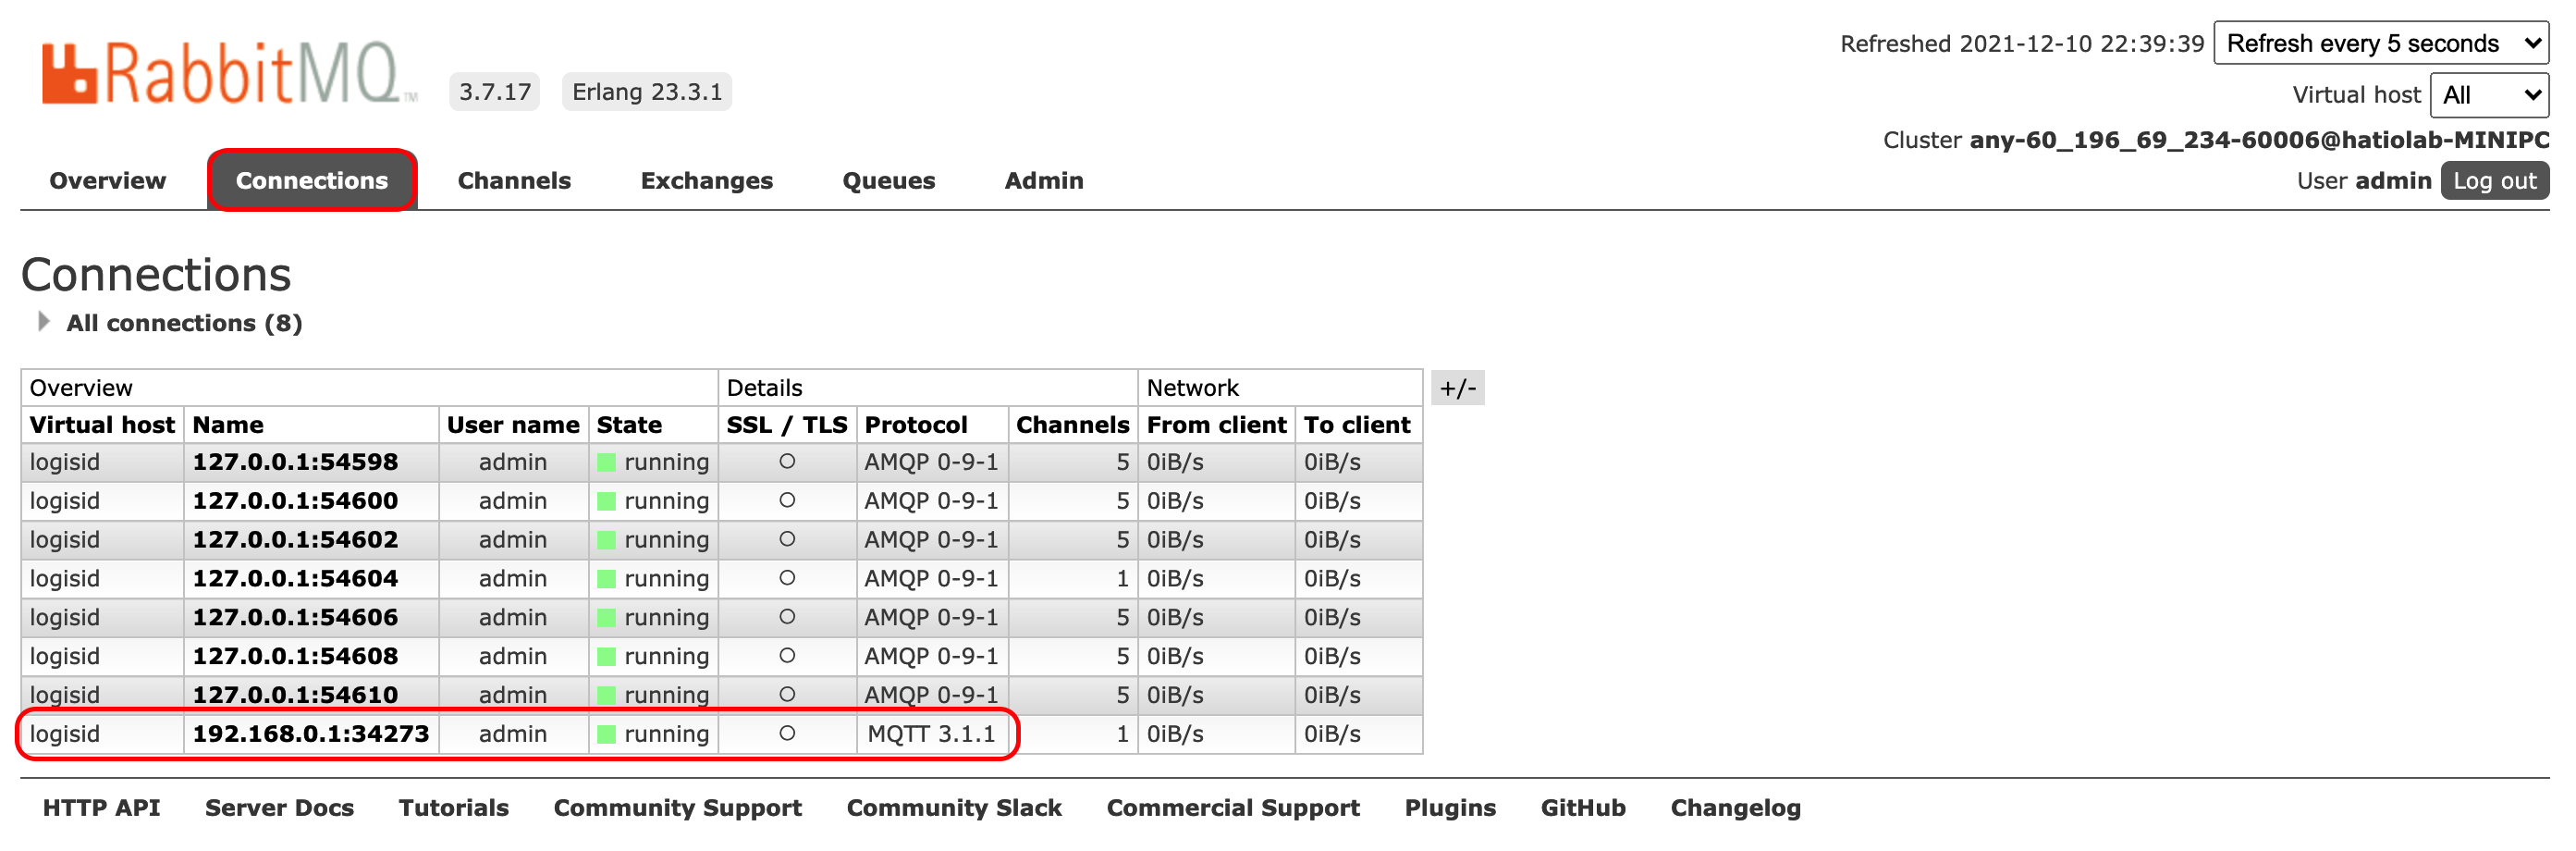 RabbitMQ TM 3.7.17 Erlang 23.3.1
Refreshed 2021-12-10 22:39:39 Refresh every 5 seconds
Virtual host All
Cluster any-60_196_69_234-60006@hatiolab-MINIPC
User admin Log out
Overview Connections Channels Exchanges Queues Admin
Connections
All connections (8)
Overview Details Network +/-
Virtual host Name User name State SSL / TLS Protocol Channels From client To client
logisid 127.0.0.1:54598 admin running ○ AMQP 0-9-1 5 0iB/s 0iB/s
logisid 127.0.0.1:54600 admin running ○ AMQP 0-9-1 5 0iB/s 0iB/s
logisid 127.0.0.1:54602 admin running ○ AMQP 0-9-1 5 0iB/s 0iB/s
logisid 127.0.0.1:54604 admin running ○ AMQP 0-9-1 1 0iB/s 0iB/s
logisid 127.0.0.1:54606 admin running ○ AMQP 0-9-1 5 0iB/s 0iB/s
logisid 127.0.0.1:54608 admin running ○ AMQP 0-9-1 5 0iB/s 0iB/s
logisid 127.0.0.1:54610 admin running ○ AMQP 0-9-1 5 0iB/s 0iB/s
logisid 192.168.0.1:34273 admin running ○ MQTT 3.1.1 1 0iB/s 0iB/s
HTTP API Server Docs Tutorials Community Support Community Slack Commercial Support Plugins GitHub Changelog